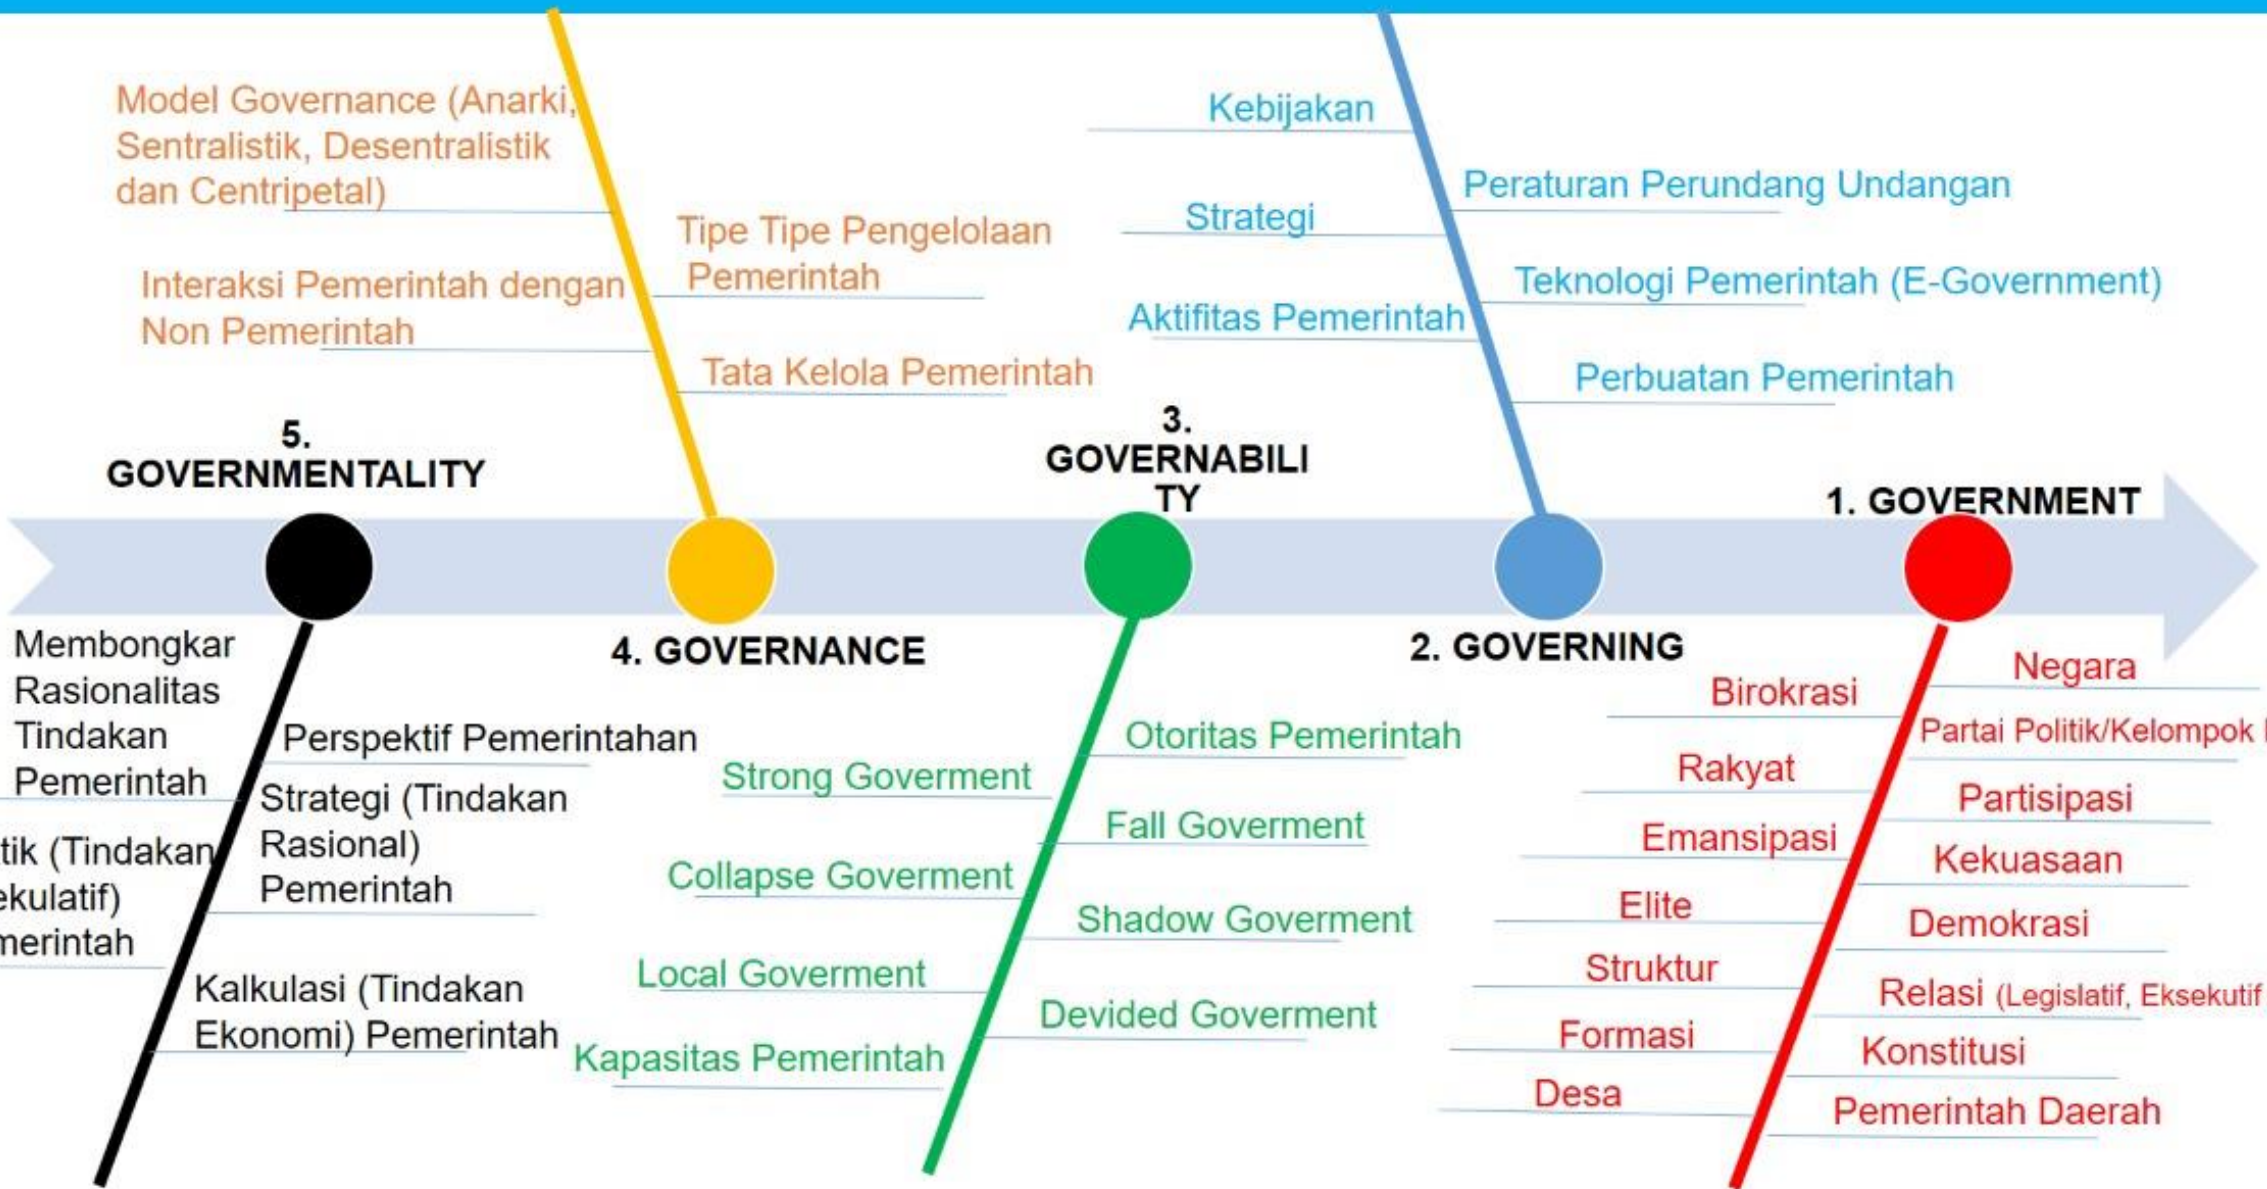 Model Governance (Anarki,
Sentralistik, Desentralistik
dan Centripetal)
Interaksi Pemerintah dengan
Non Pemerintah
Tipe Tipe Pengelolaan
Pemerintah
Tata Kelola Pemerintah
Kebijakan
Strategi
Aktifitas Pemerintah
Peraturan Perundang Undangan
Teknologi Pemerintah (E-Government)
Perbuatan Pemerintah
5.
GOVERNMENTALITY
3.
GOVERNABILI
TY
1. GOVERNMENT
4. GOVERNANCE
2. GOVERNING
Membongkar
Rasionalitas
Tindakan
Pemerintah
(Tindakan
Perspektif Pemerintahan
Strategi (Tindakan
Rasional)
Pemerintah
Kalkulasi (Tindakan
Ekonomi) Pemerintah
Strong Goverment
Collapse Goverment
Local Goverment
Kapasitas Pemerintah
Otoritas Pemerintah
Fall Goverment
Shadow Goverment
Devided Goverment
Birokrasi
Rakyat
Emansipasi
Elite
Struktur
Formasi
Desa
Negara
Partai Politik/Kelompok
Partisipasi
Kekuasaan
Demokrasi
Relasi (Legislatif, Eksekutif
Konstitusi
Pemerintah Daerah